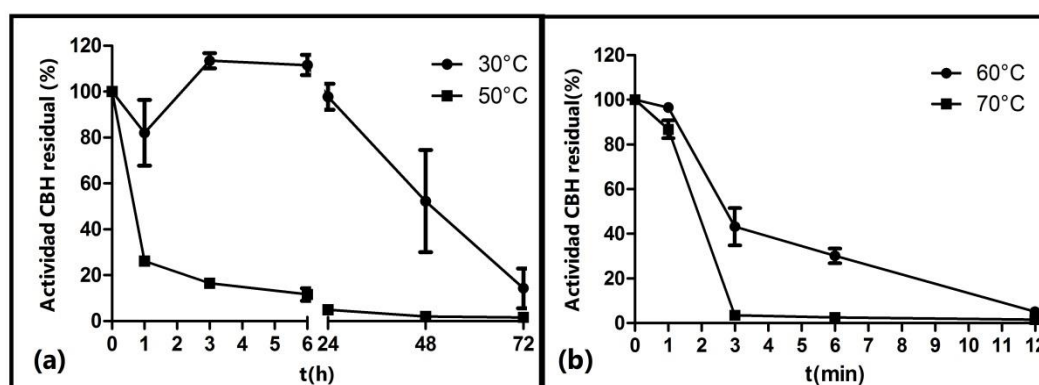 Actividad CBH residual (%)
120
100
80
60
40
20
0
0 1 2 3 4 5 6 24 48 72
t(h)
30°C
50°C
(a)
Actividad CBH residual(%)
120
100
80
60
40
20
0
0 1 2 3 4 5 6 7 8 9 10 11 12
t(min)
60°C
70°C
(b)